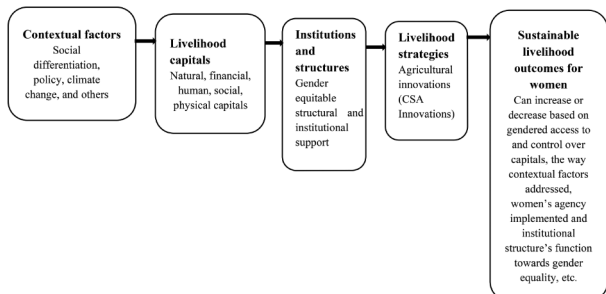 Contextual factors
Social
differentiation,
policy, climate
change, and others
Livelihood
capitals
Natural, financial,
human, social,
physical capitals
Institutions
and
structures
Gender
equitable
structural and
institutional
support
Livelihood
strategies
Agricultural
innovations
(CSA
Innovations)
Sustainable
livelihood
outcomes for
women
Can increase or
decrease based on
gendered access to
and control over
capitals, the way
contextual factors
addressed,
women's agency
implemented and
institutional
structure's function
towards gender
equality, etc.